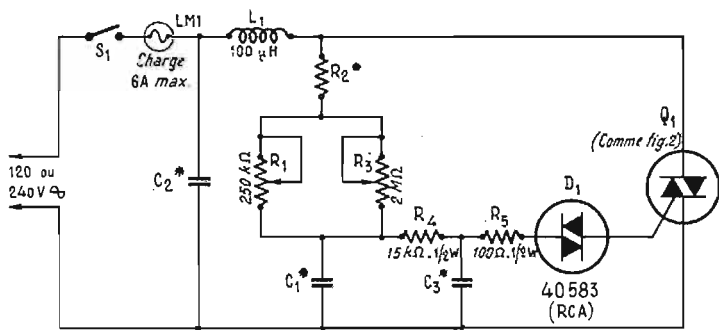 LM1
L1
S1
Charge
6A max.
100 µH
R2*
Q1
(Comme fig.2)
120 ou
240V
C2*
250 kΩ
R1
R3
2 MΩ
D1
R4
R5
15 kΩ.1/2W
100Ω.1/2W
C1*
C3*
40583
(RCA)